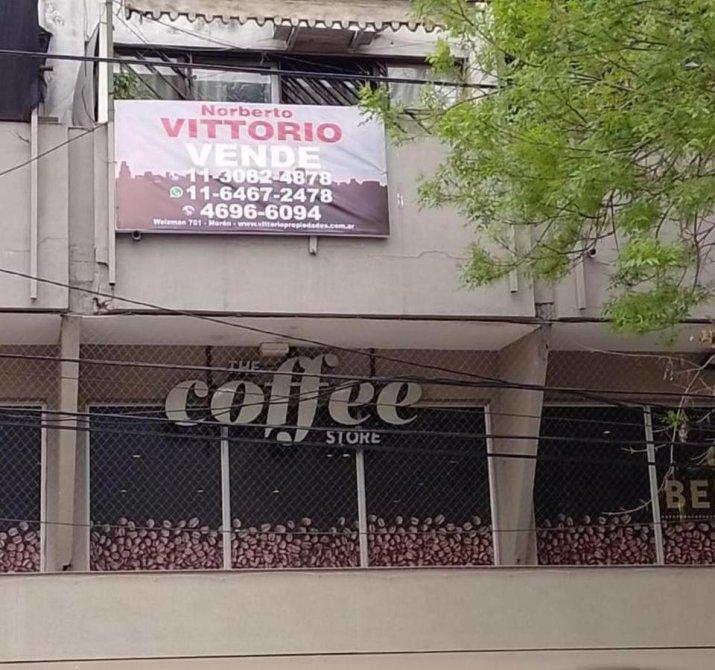 Norberto
VITTORIO
VENDE
11-3082-4878
11-6467-2478
4696-6094
Weizman 701 - Morón - www.vittoriopropiedades.com.ar
THE
coffee
STORE
BE